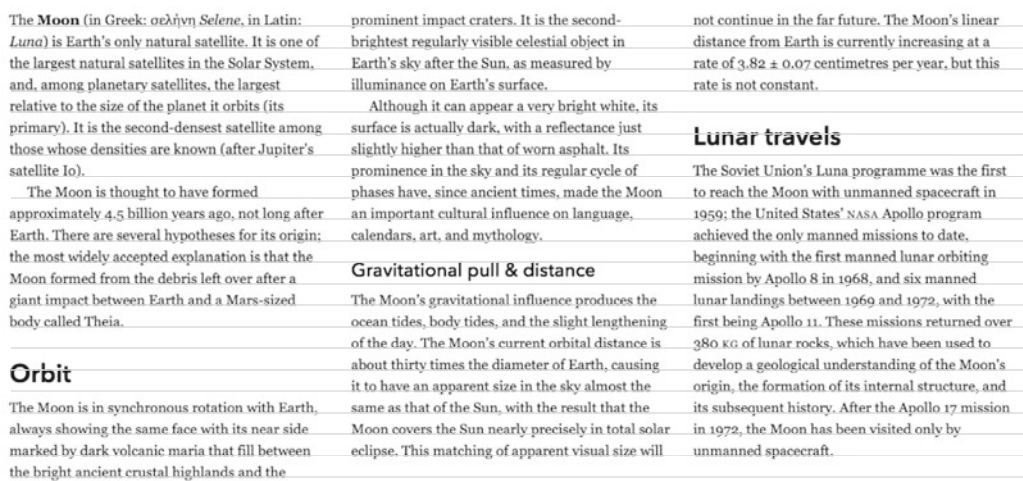 The Moon (in Greek: σελήνη Selene, in Latin:
Luna) is Earth's only natural satellite. It is one of
the largest natural satellites in the Solar System,
and, among planetary satellites, the largest
relative to the size of the planet it orbits (its
primary). It is the second-densest satellite among
those whose densities are known (after Jupiter's
satellite Io).
The Moon is thought to have formed
approximately 4.5 billion years ago, not long after
Earth. There are several hypotheses for its origin;
the most widely accepted explanation is that the
Moon formed from the debris left over after a
giant impact between Earth and a Mars-sized
body called Theia.
Orbit
The Moon is in synchronous rotation with Earth,
always showing the same face with its near side
marked by dark volcanic maria that fill between
the bright ancient crustal highlands and the
prominent impact craters. It is the second-
brightest regularly visible celestial object in
Earth's sky after the Sun, as measured by
illuminance on Earth's surface.
Although it can appear a very bright white, its
surface is actually dark, with a reflectance just
slightly higher than that of worn asphalt. Its
prominence in the sky and its regular cycle of
phases have, since ancient times, made the Moon
an important cultural influence on language,
calendars, art, and mythology.
Gravitational pull & distance
The Moon's gravitational influence produces the
ocean tides, body tides, and the slight lengthening
of the day. The Moon's current orbital distance is
about thirty times the diameter of Earth, causing
it to have an apparent size in the sky almost the
same as that of the Sun, with the result that the
Moon covers the Sun nearly precisely in total solar
eclipse. This matching of apparent visual size will
not continue in the far future. The Moon's linear
distance from Earth is currently increasing at a
rate of 3.82 ± 0.07 centimetres per year, but this
rate is not constant.
Lunar travels
The Soviet Union's Luna programme was the first
to reach the Moon with unmanned spacecraft in
1959; the United States' NASA Apollo program
achieved the only manned missions to date,
beginning with the first manned lunar orbiting
mission by Apollo 8 in 1968, and six manned
lunar landings between 1969 and 1972, with the
first being Apollo 11. These missions returned over
380 KG of lunar rocks, which have been used to
develop a geological understanding of the Moon's
origin, the formation of its internal structure, and
its subsequent history. After the Apollo 17 mission
in 1972, the Moon has been visited only by
unmanned spacecraft.